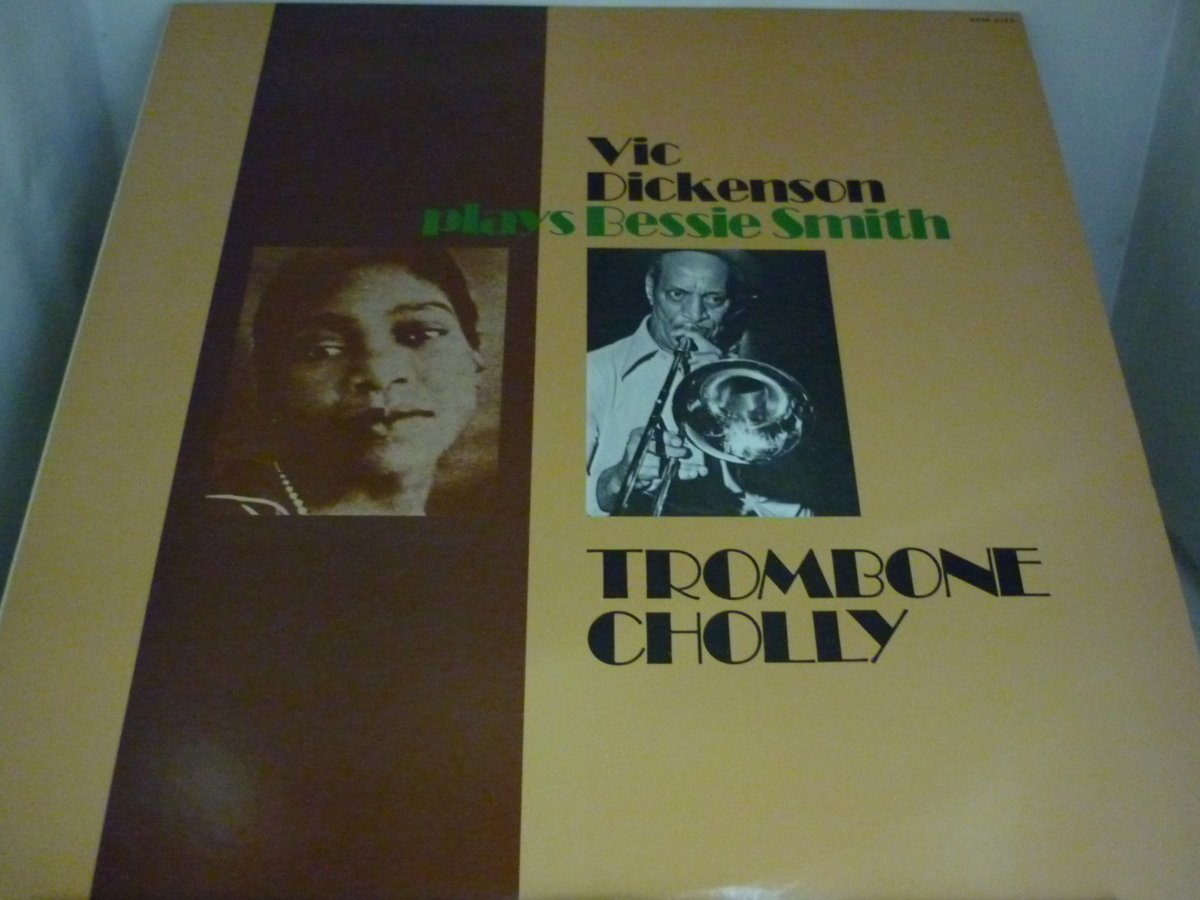 Vic
Dickenson
plays Bessie Smith
TROMBONE
CHOLLY